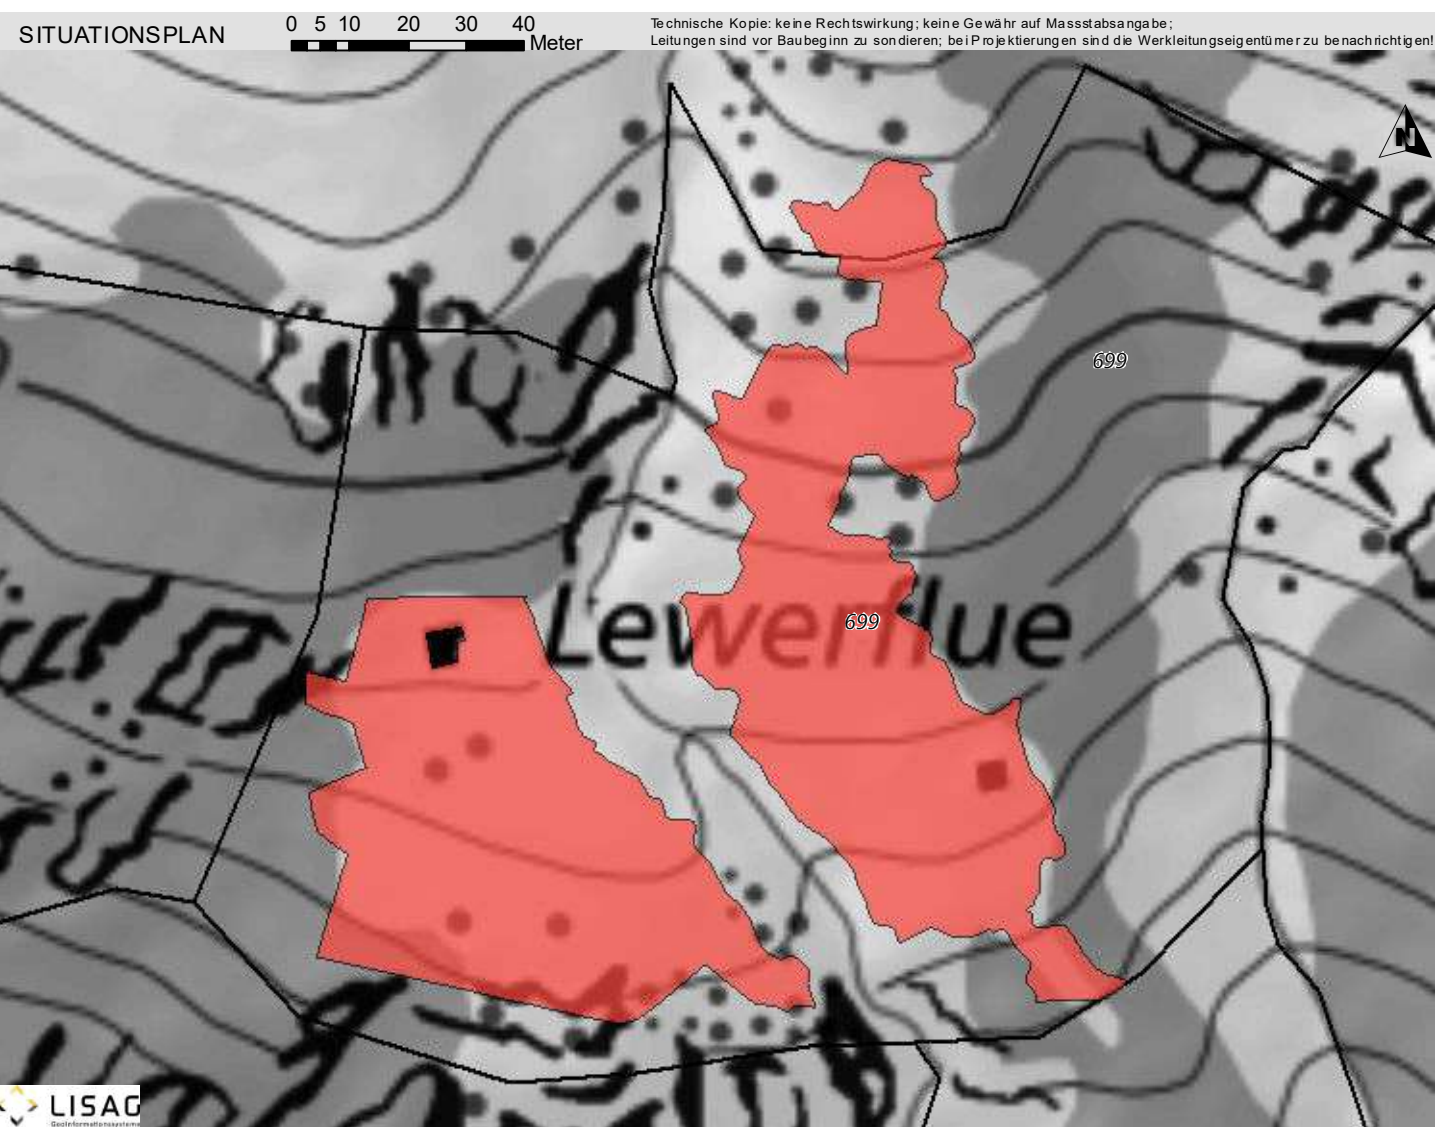 SITUATIONSPLAN
0 5 10 20 30 40
Meter
Technische Kopie: keine Rechtswirkung; keine Gewähr auf Massstabsangabe;
Leitungen sind vor Baubeginn zu sondieren; bei Projektierungen sind die Werkleitungseigentümer zu benachrichtigen!
N
699
Lewerflue
699
LISAG
Geoinformationssysteme